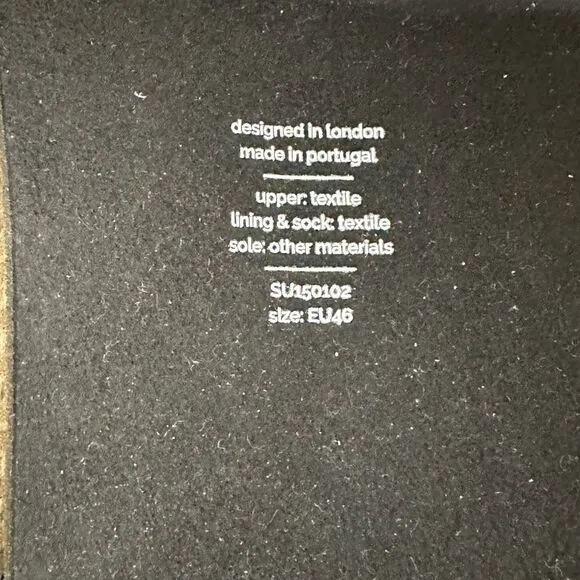 designed in london
made in portugal
upper: textile
lining & sock: textile
sole: other materials
SU150102
size: EU46